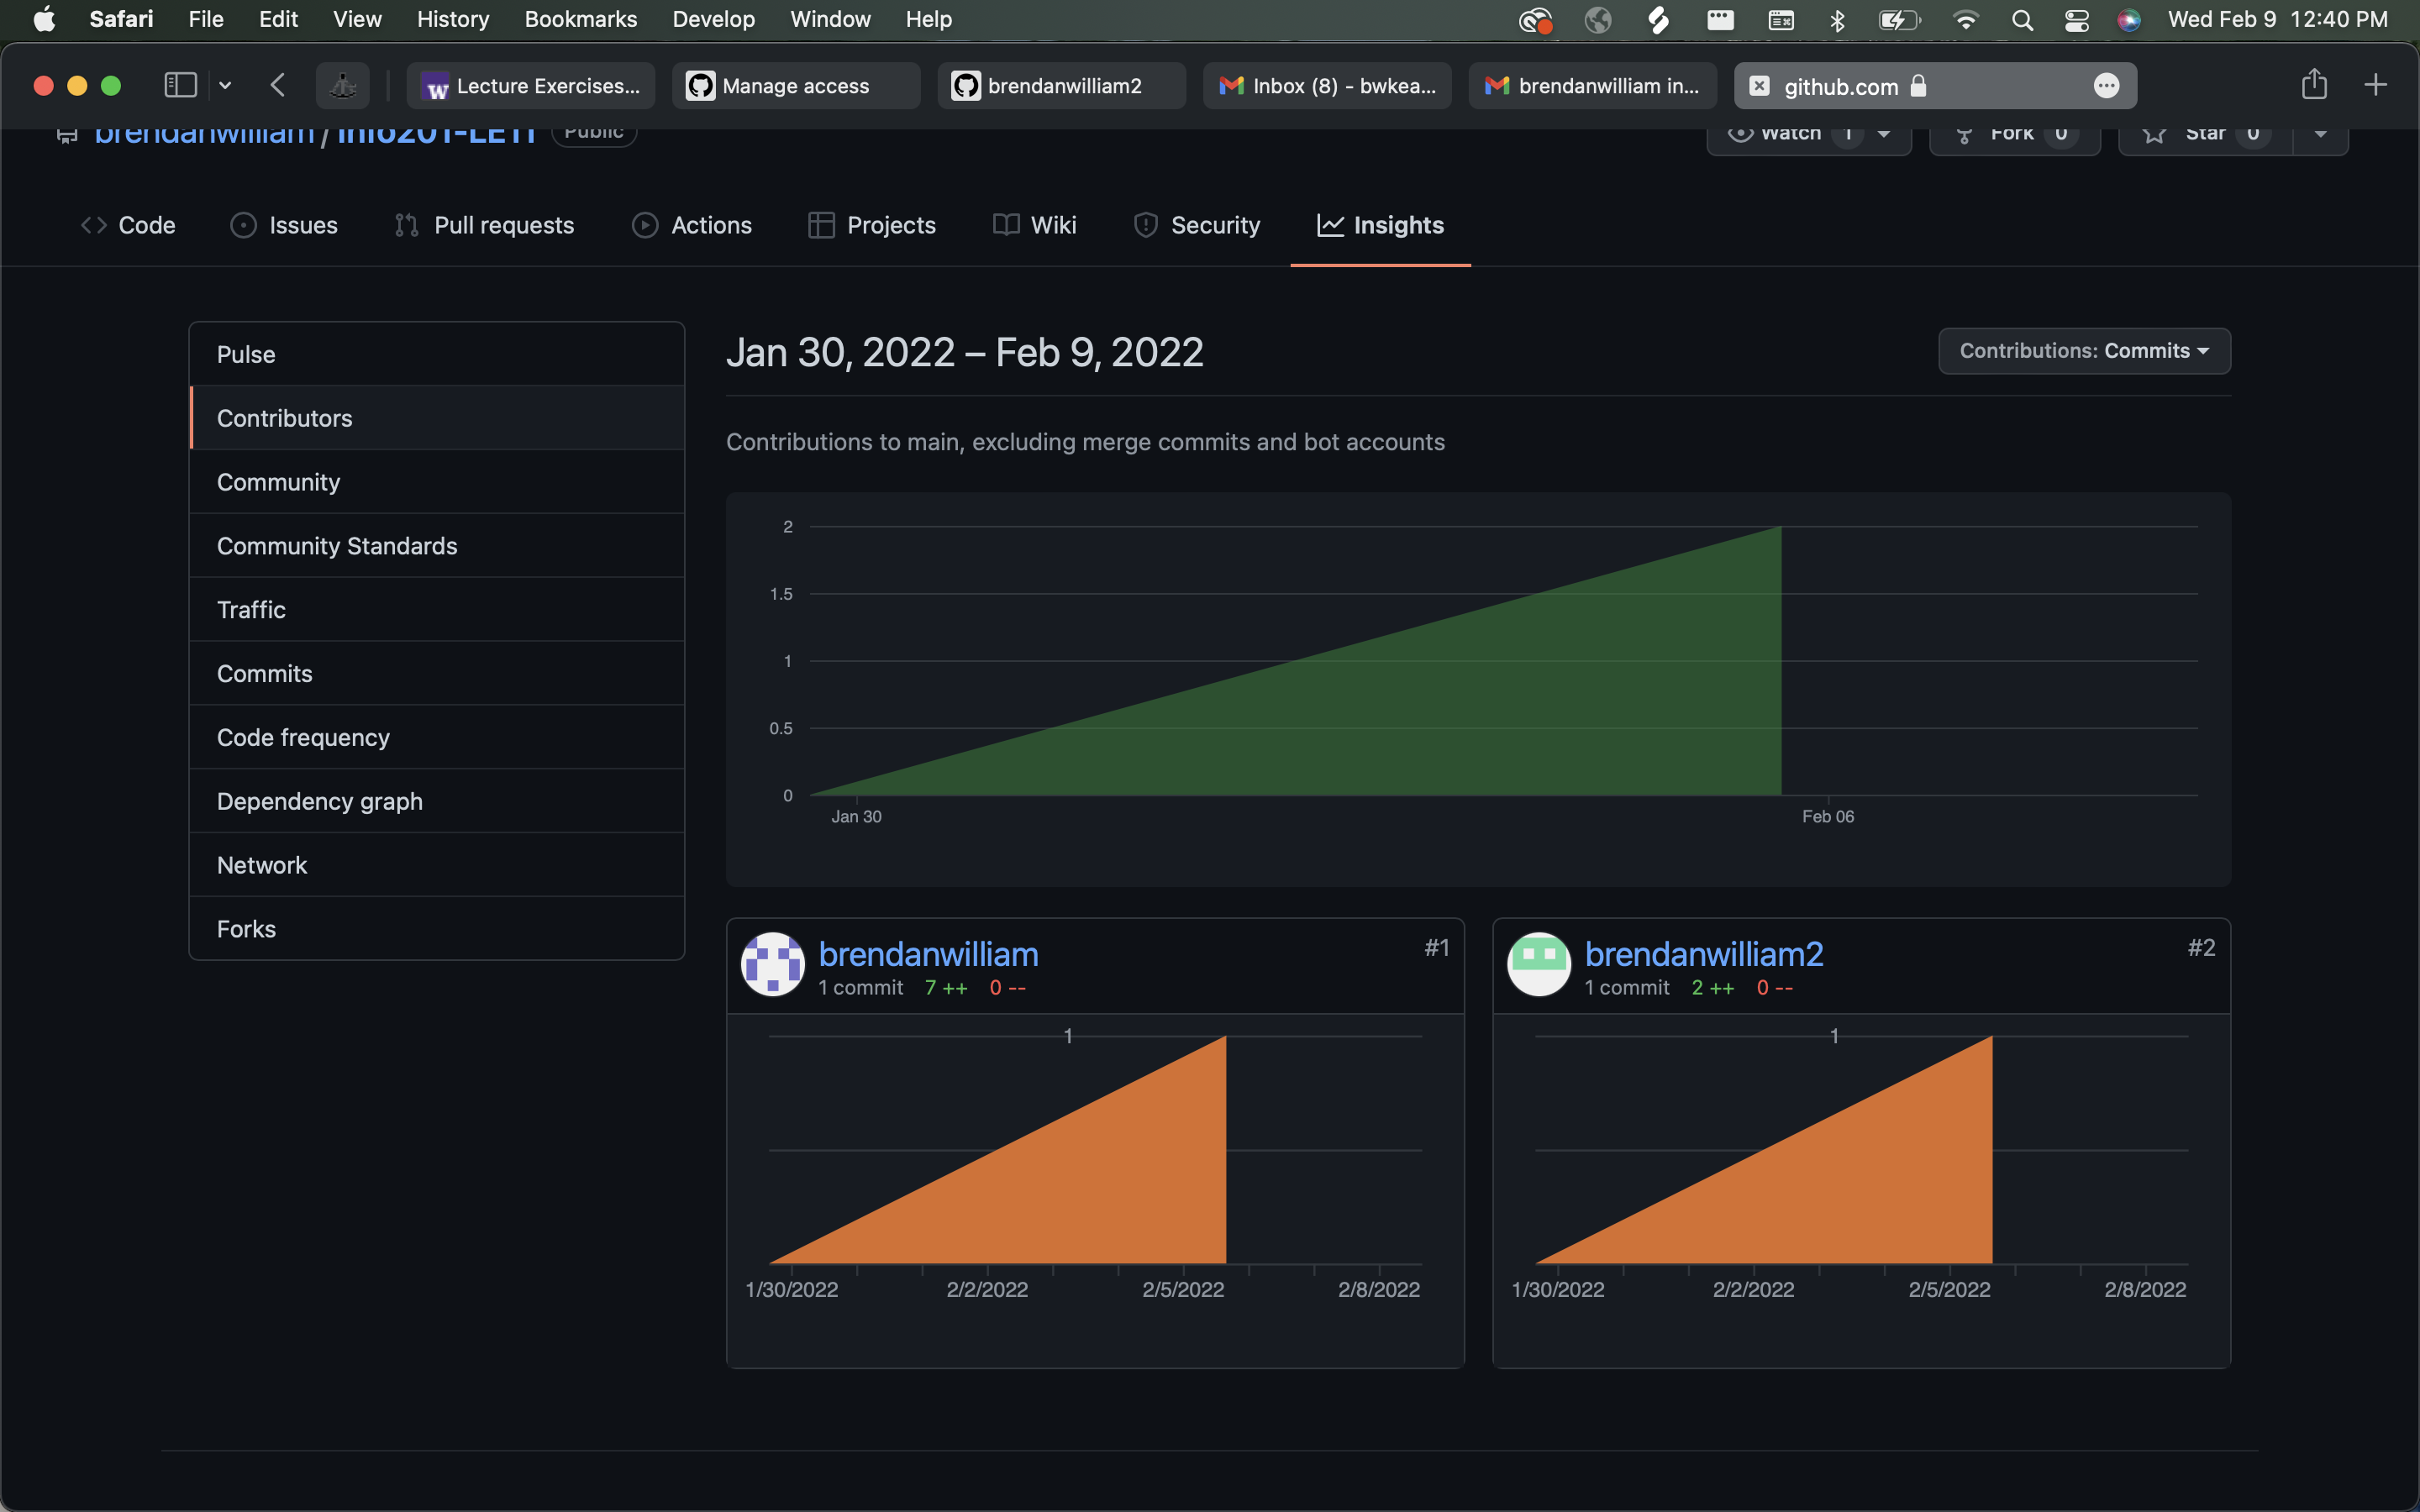 Safari File Edit View History Bookmarks Develop Window Help Wed Feb 9 12:40 PM
Lecture Exercises... Manage access brendanwilliam2 Inbox (8) - bwkea... brendanwilliam in... github.com
brendanwilliam / info201-LE11 Public Watch 1 Fork 0 Star 0
Code Issues Pull requests Actions Projects Wiki Security Insights
Pulse
Contributors
Community
Community Standards
Traffic
Commits
Code frequency
Dependency graph
Network
Forks
Jan 30, 2022 – Feb 9, 2022
Contributions: Commits
Contributions to main, excluding merge commits and bot accounts
2
1.5
1
0.5
0
Jan 30 Feb 06
brendanwilliam #1
1 commit 7 ++ 0 --
1
1/30/2022 2/2/2022 2/5/2022 2/8/2022
brendanwilliam2 #2
1 commit 2 ++ 0 --
1
1/30/2022 2/2/2022 2/5/2022 2/8/2022